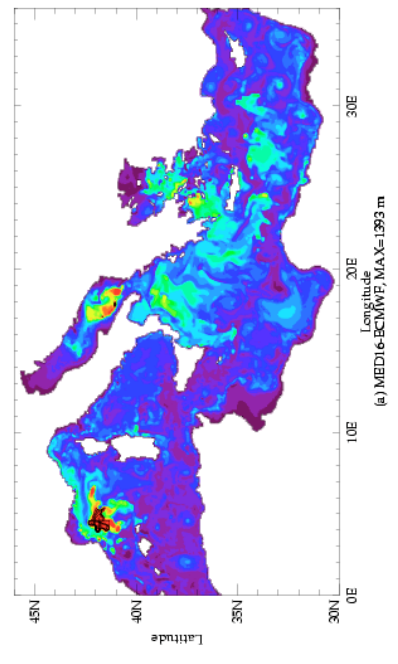 45N
40N
35N
30N
Latitude
0E
10E
20E
30E
Longitude
(a) MED16-ECMWF, MAX=1393 m